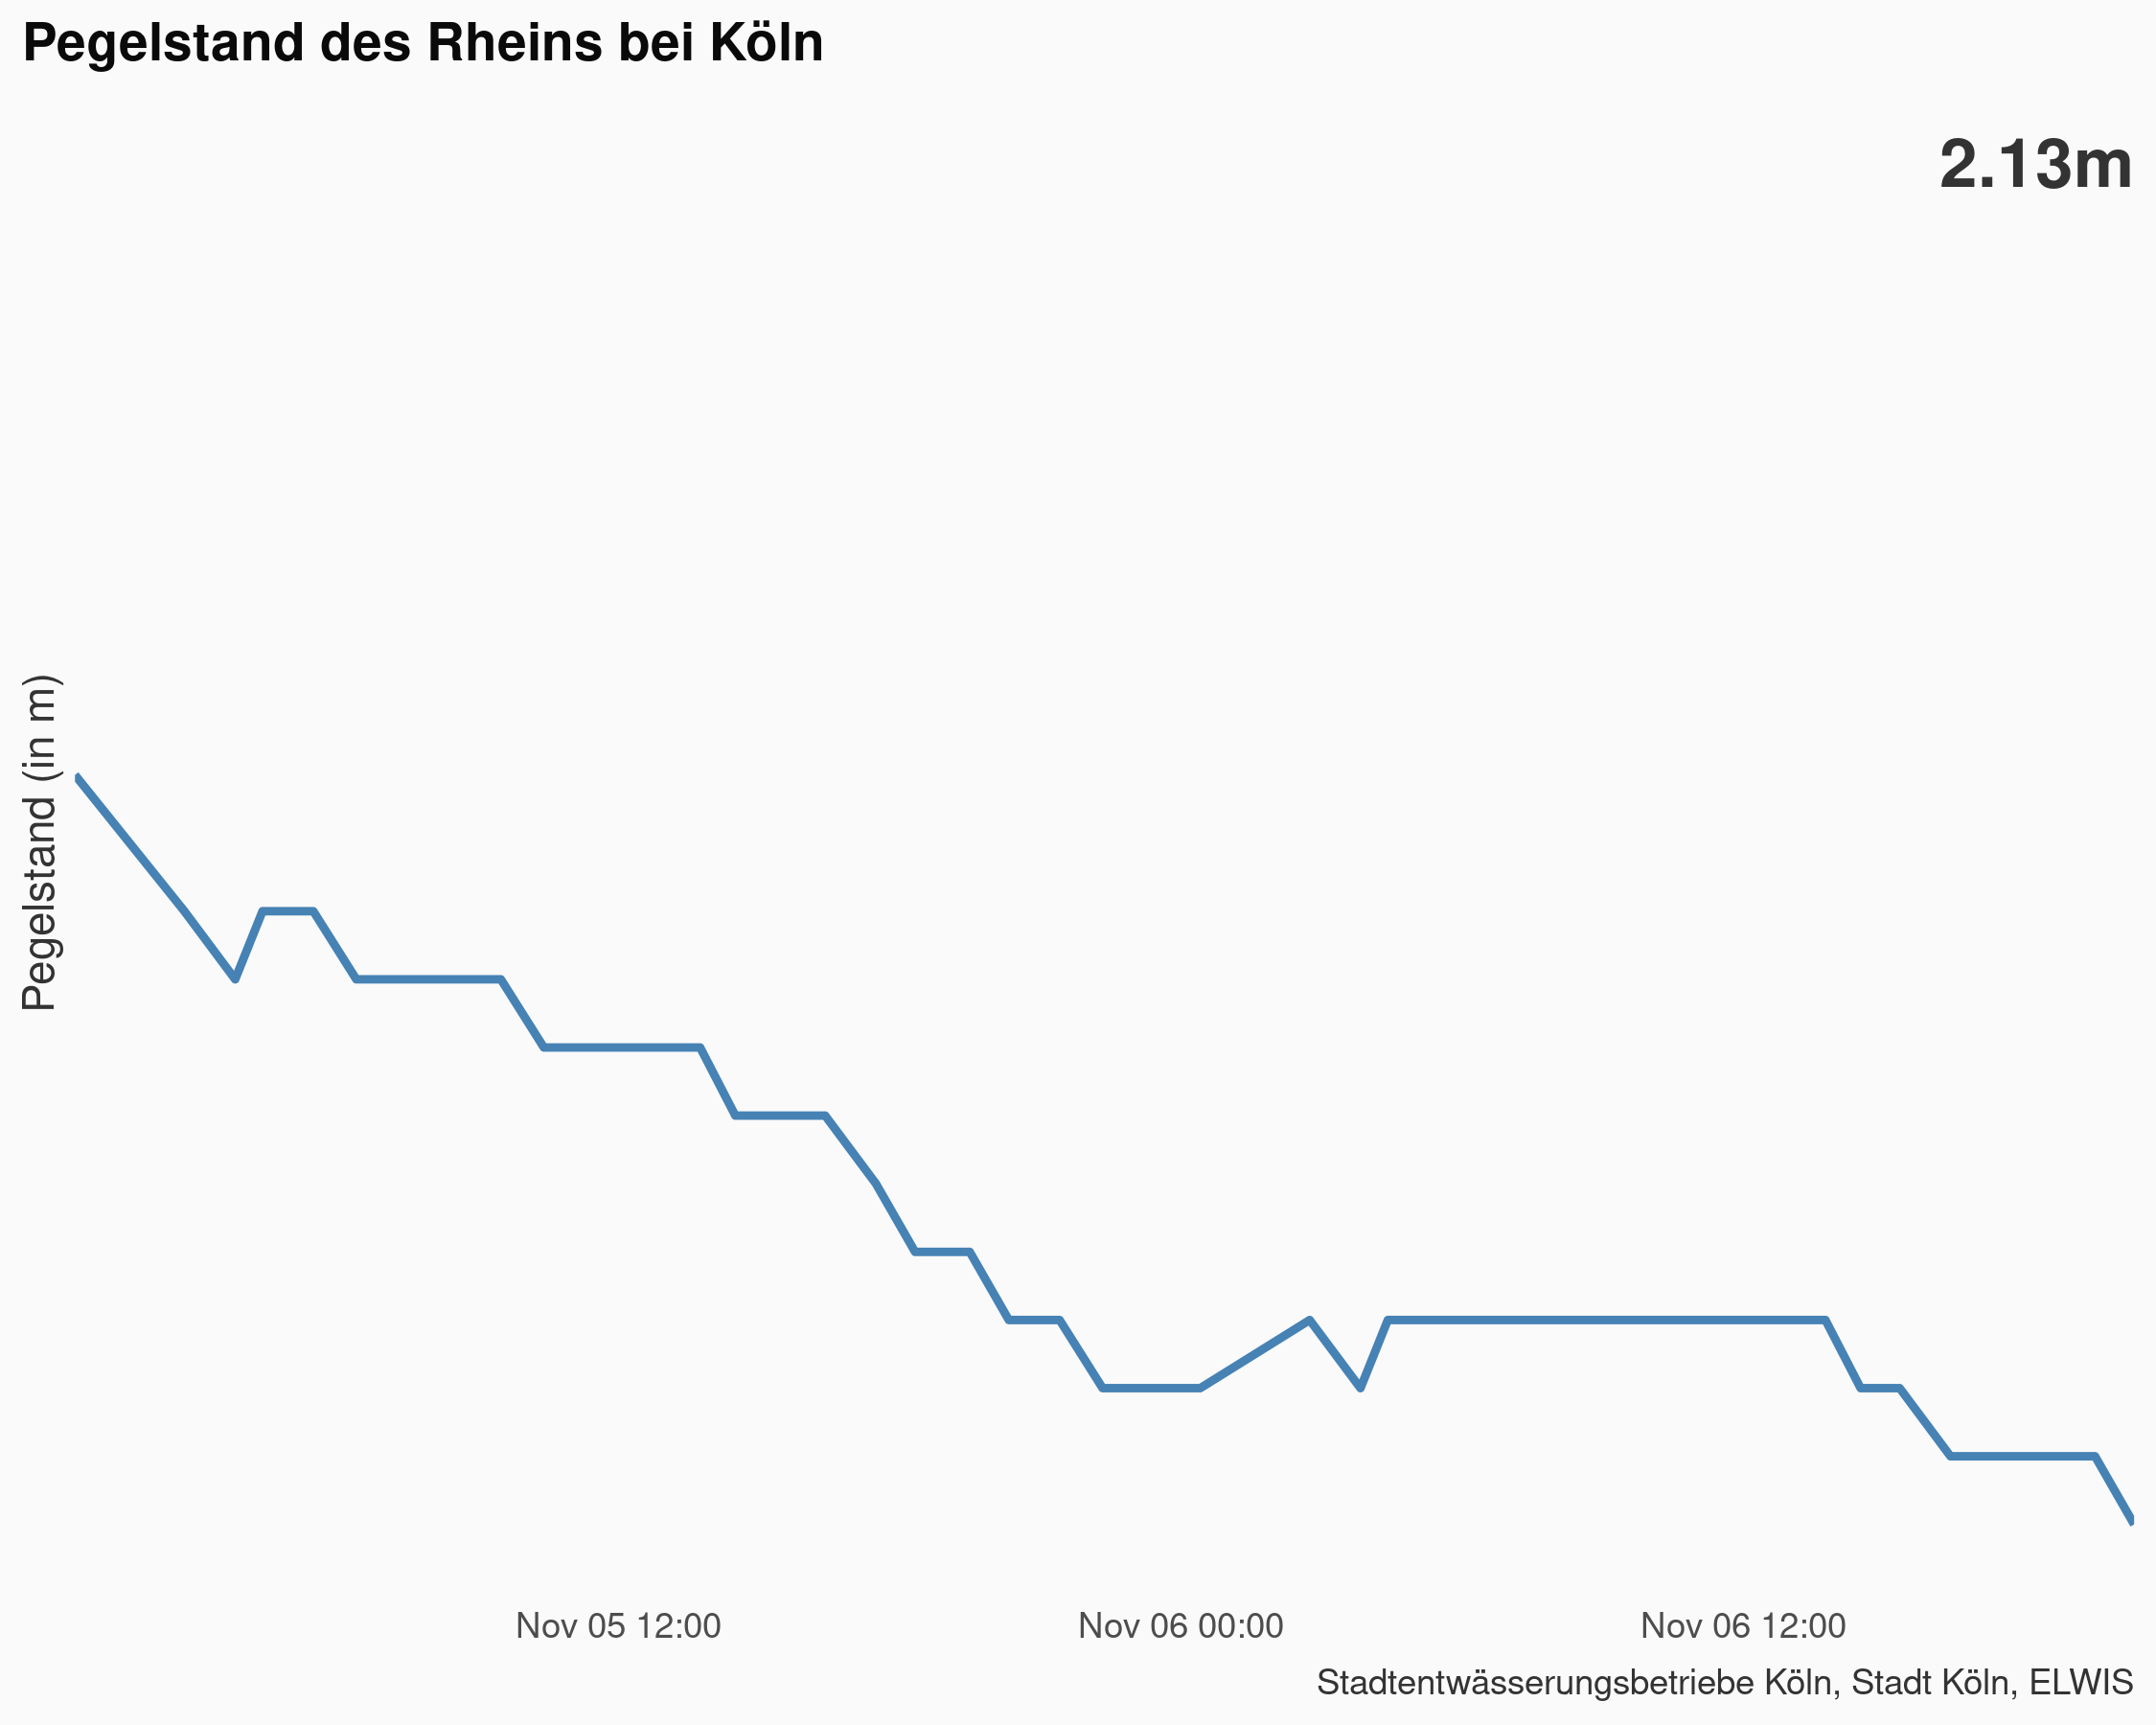 Pegelstand des Rheins bei Köln
2.13m
Pegelstand (in m)
Nov 05 12:00
Nov 06 00:00
Nov 06 12:00
Stadtentwässerungsbetriebe Köln, Stadt Köln, ELWIS